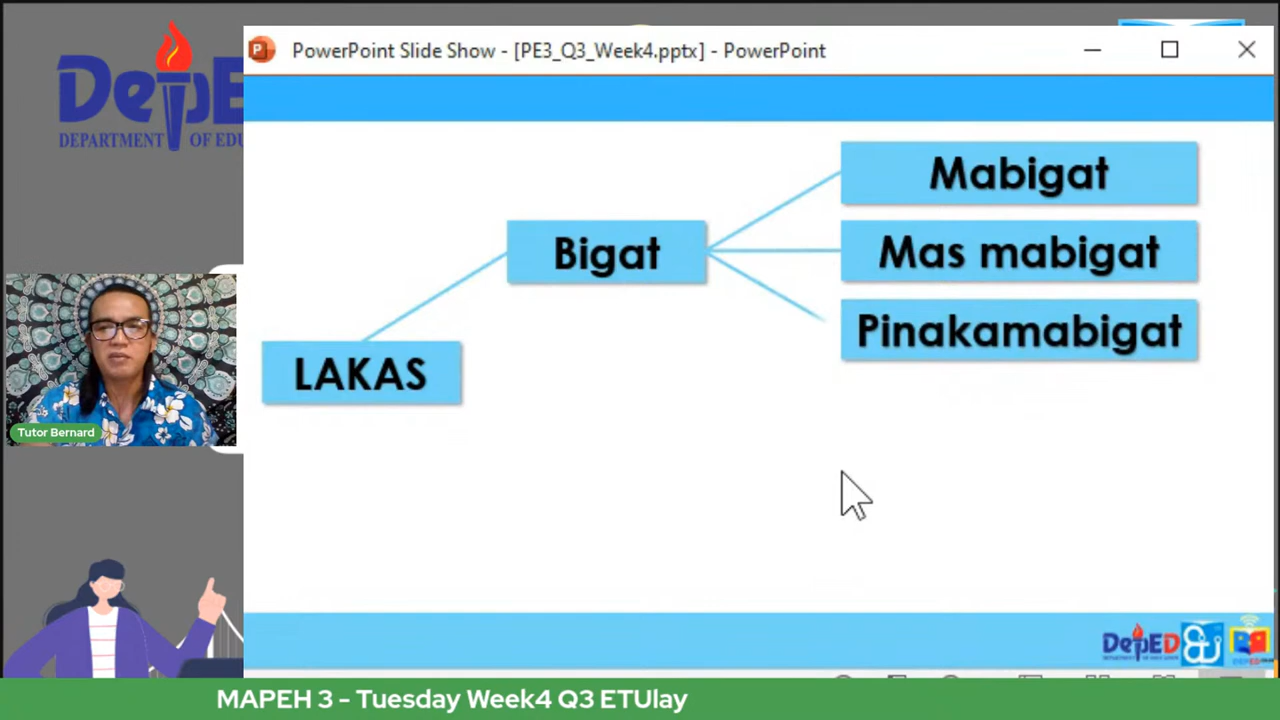 DepE
DEPARTMENT OF EDU
PowerPoint Slide Show - [PE3_Q3_Week4.pptx] - PowerPoint
Mabigat
Bigat
Mas mabigat
Pinakamabigat
LAKAS
Tutor Bernard
DepED
MAPEH 3 - Tuesday Week4 Q3 ETUlay